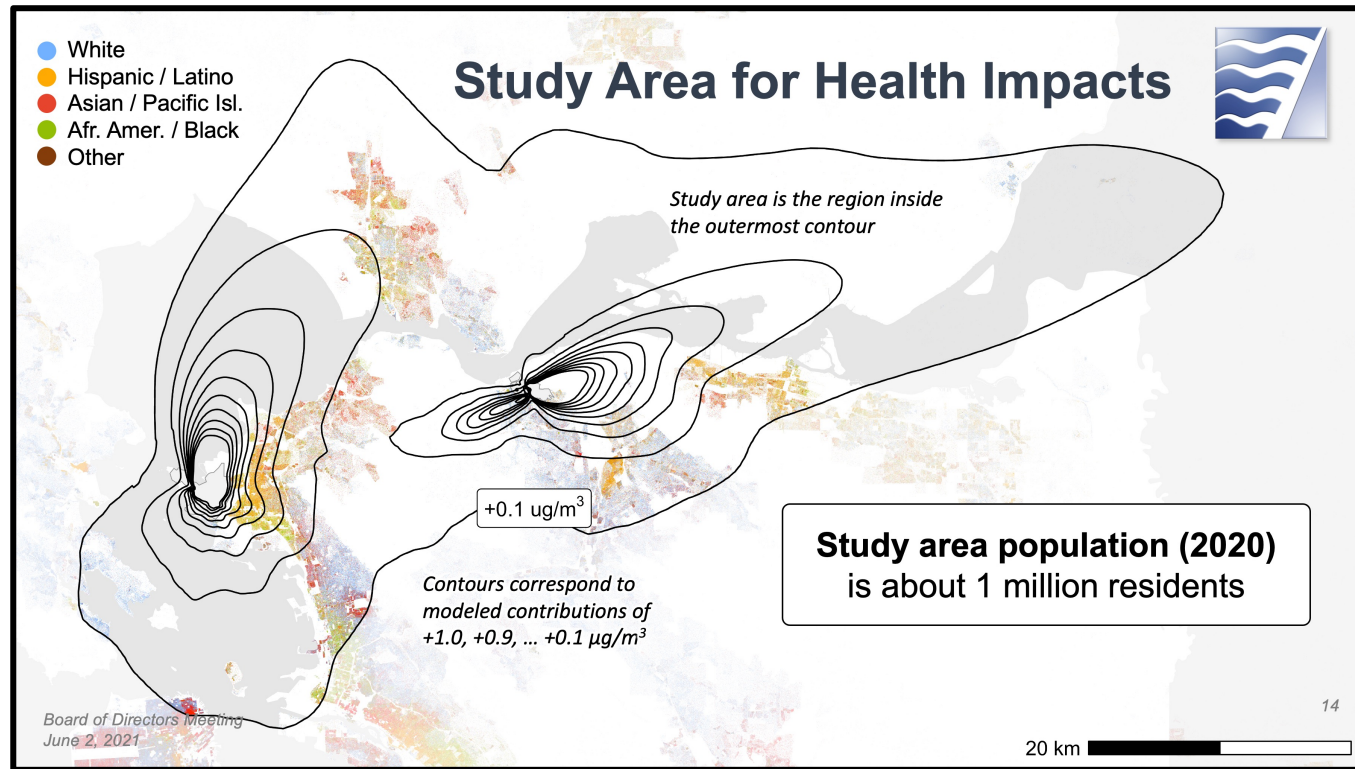 White
Hispanic / Latino
Asian / Pacific Isl.
Afr. Amer. / Black
Other
Study Area for Health Impacts
Study area is the region inside
the outermost contour
+0.1 ug/m³
Contours correspond to
modeled contributions of
+1.0, +0.9, ... +0.1 µg/m³
Study area population (2020)
is about 1 million residents
Board of Directors Meeting
June 2, 2021
14
20 km